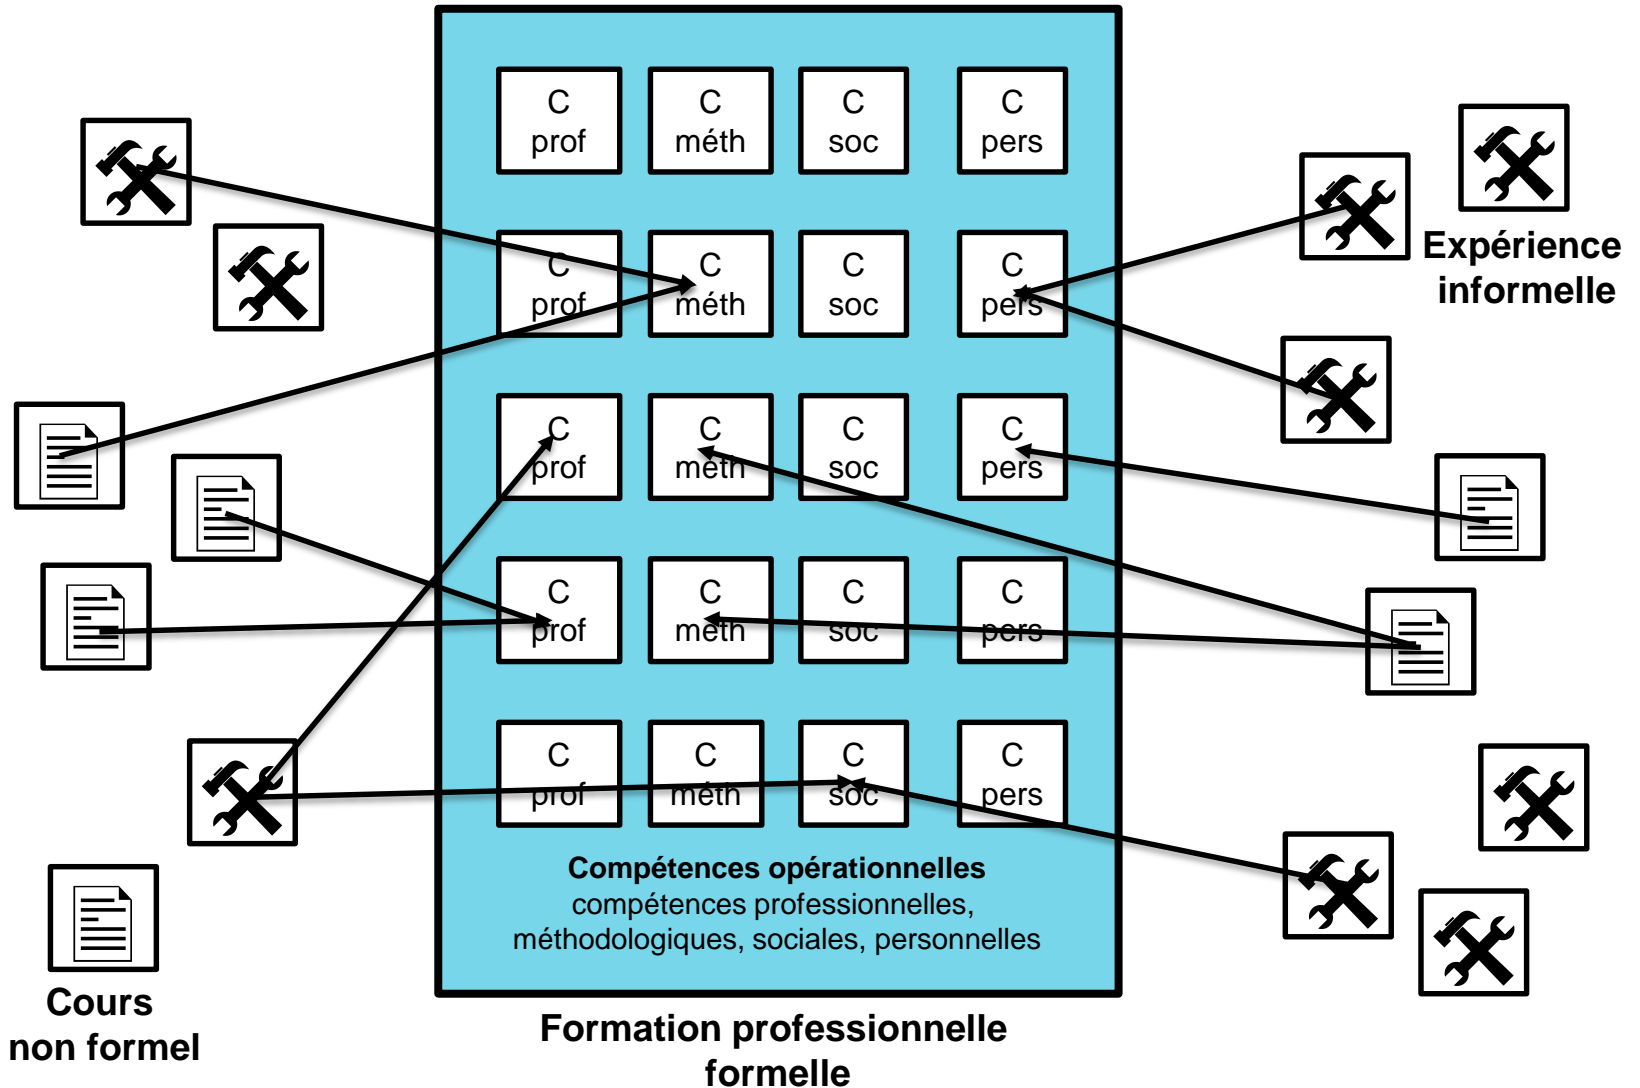 C
prof
C
méth
C
soc
C
pers
C
prof
C
méth
C
soc
C
pers
Expérience
informelle
C
prof
C
méth
C
soc
C
pers
C
prof
C
méth
C
soc
C
pers
C
prof
C
méth
C
soc
C
pers
Compétences opérationnelles
compétences professionnelles,
méthodologiques, sociales, personnelles
Cours
non formel
Formation professionnelle
formelle